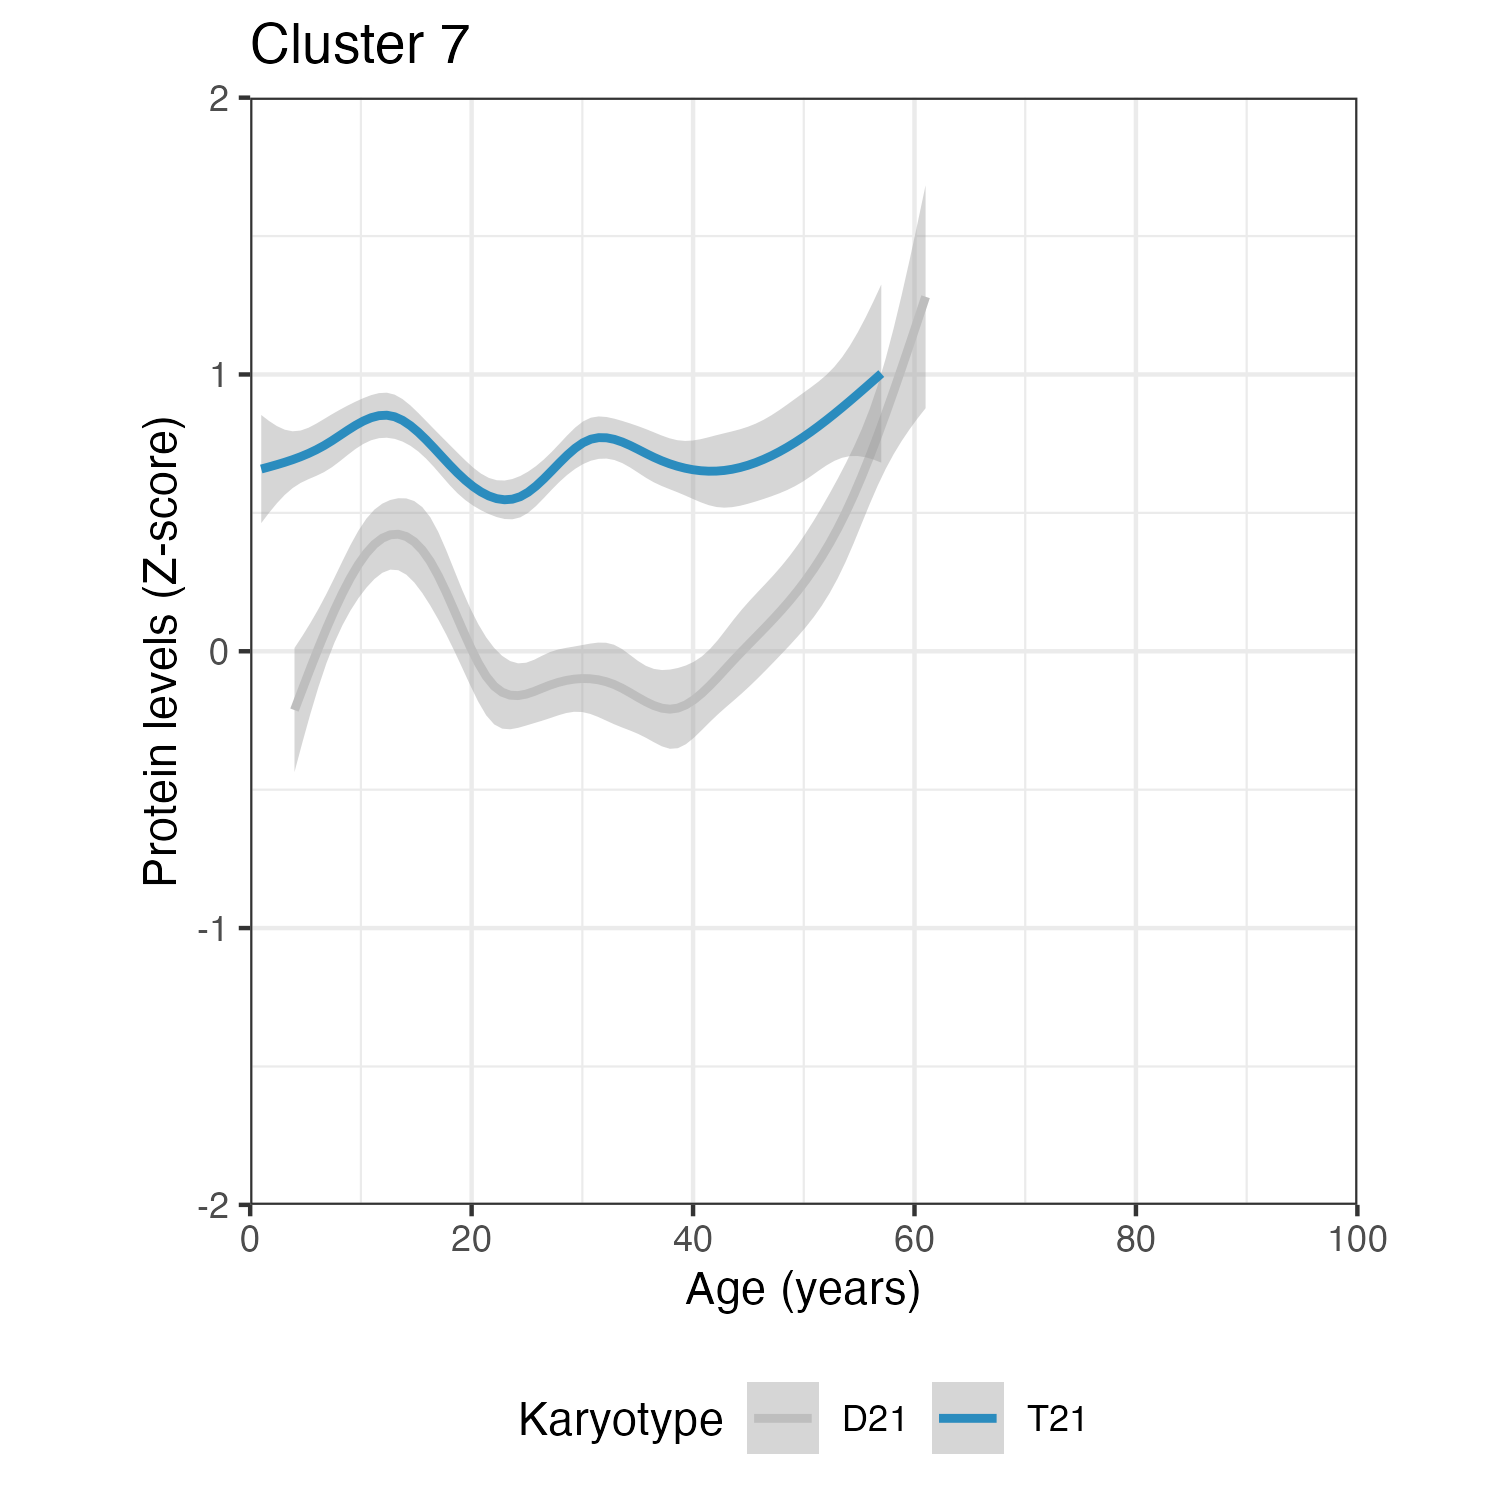 Cluster 7
2
1
0
-1
-2
Protein levels (Z-score)
0 20 40 60 80 100
Age (years)
Karyotype D21 T21